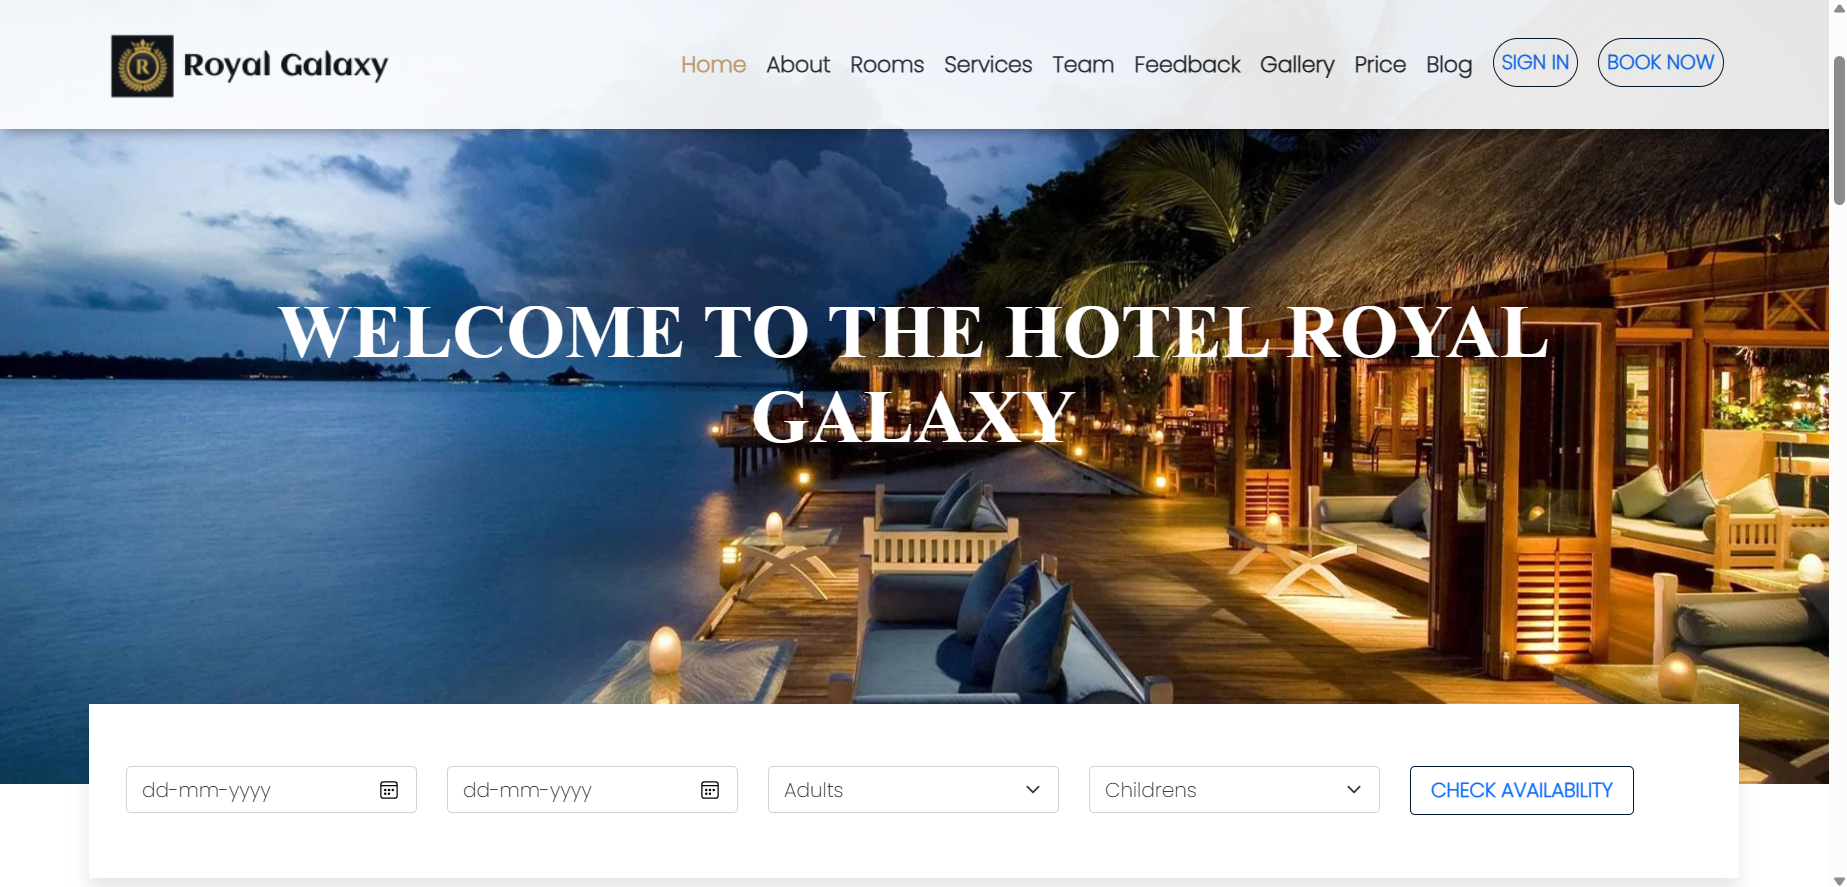 R
Royal Galaxy
Home About Rooms Services Team Feedback Gallery Price Blog SIGN IN BOOK NOW
WELCOME TO THE HOTEL ROYAL
GALAXY
dd-mm-yyyy dd-mm-yyyy Adults Childrens CHECK AVAILABILITY